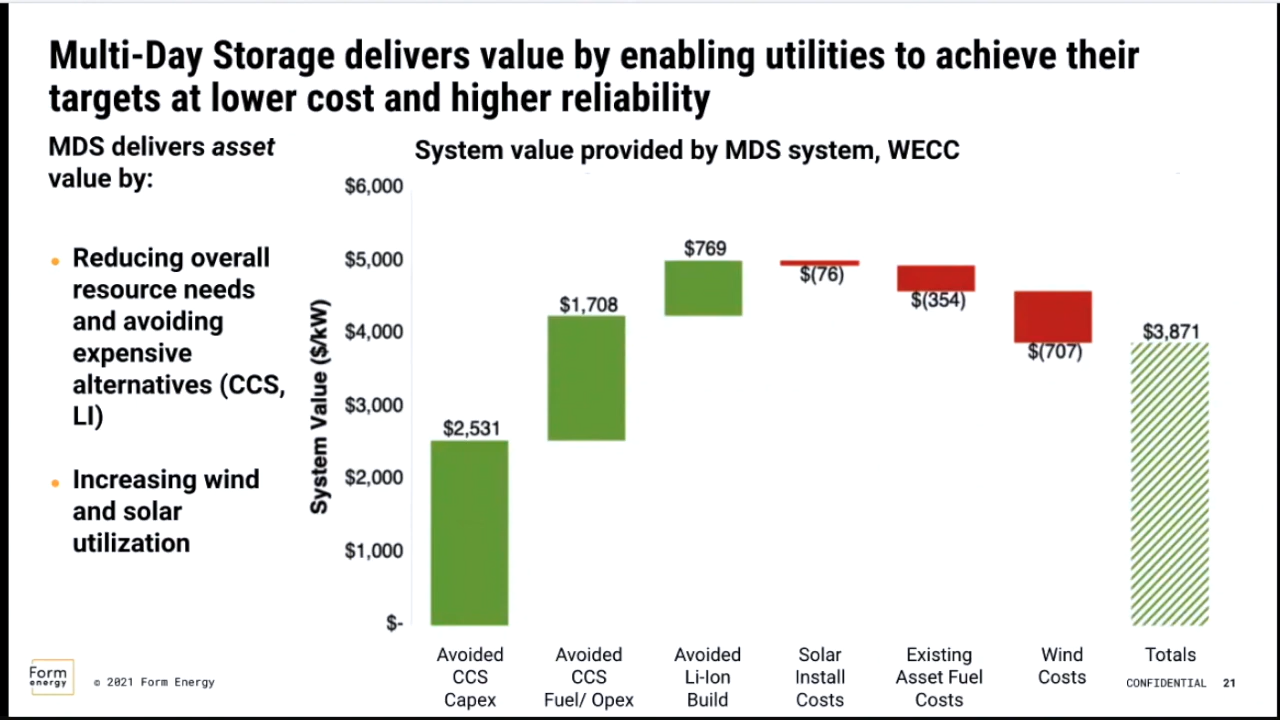 Multi-Day Storage delivers value by enabling utilities to achieve their
targets at lower cost and higher reliability
MDS delivers asset
value by:
• Reducing overall
resource needs
and avoiding
expensive
alternatives (CCS,
LI)
• Increasing wind
and solar
utilization
System value provided by MDS system, WECC
System Value ($/kW)
$6,000
$5,000
$4,000
$3,000
$2,000
$1,000
$-
$2,531
$1,708
$769
$(76)
$(354)
$(707)
$3,871
Avoided
CCS
Capex
Avoided
CCS
Fuel/ Opex
Avoided
Li-Ion
Build
Solar
Install
Costs
Existing
Asset Fuel
Costs
Wind
Costs
Totals
Form
energy
© 2021 Form Energy
CONFIDENTIAL 21